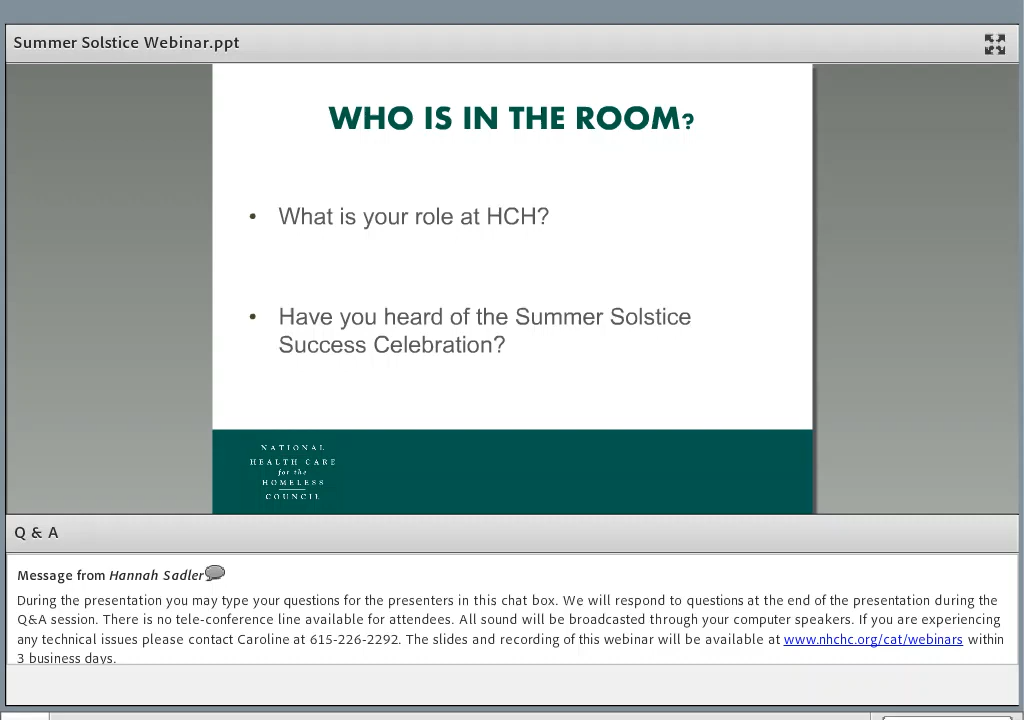 Summer Solstice Webinar.ppt
WHO IS IN THE ROOM?
• What is your role at HCH?
• Have you heard of the Summer Solstice
Success Celebration?
NATIONAL
HEALTH CARE
for the
HOMELESS
COUNCIL
Q & A
Message from Hannah Sadler
During the presentation you may type your questions for the presenters in this chat box. We will respond to questions at the end of the presentation during the
Q&A session. There is no tele-conference line available for attendees. All sound will be broadcasted through your computer speakers. If you are experiencing
any technical issues please contact Caroline at 615-226-2292. The slides and recording of this webinar will be available at www.nhchc.org/cat/webinars within
3 business days.